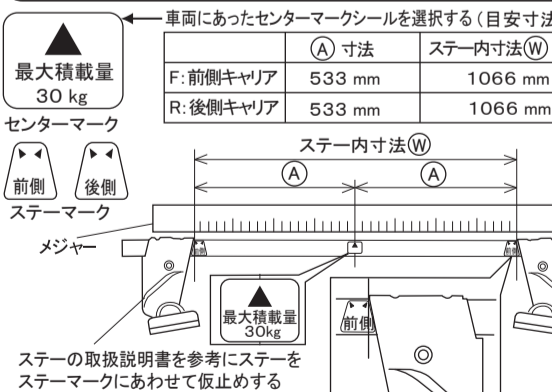 車両にあったセンターマークシールを選択する(目安寸法
▲
最大積載量
30 kg
センターマーク
Ⓐ 寸法 ステー内寸法Ⓦ
F:前側キャリア 533 mm 1066 mm
R:後側キャリア 533 mm 1066 mm
前側 後側
ステーマーク
ステー内寸法Ⓦ
Ⓐ Ⓐ
メジャー
前側 前側
▲
最大積載量
30kg
前側
ステーの取扱説明書を参考にステーを
ステーマークにあわせて仮止めする